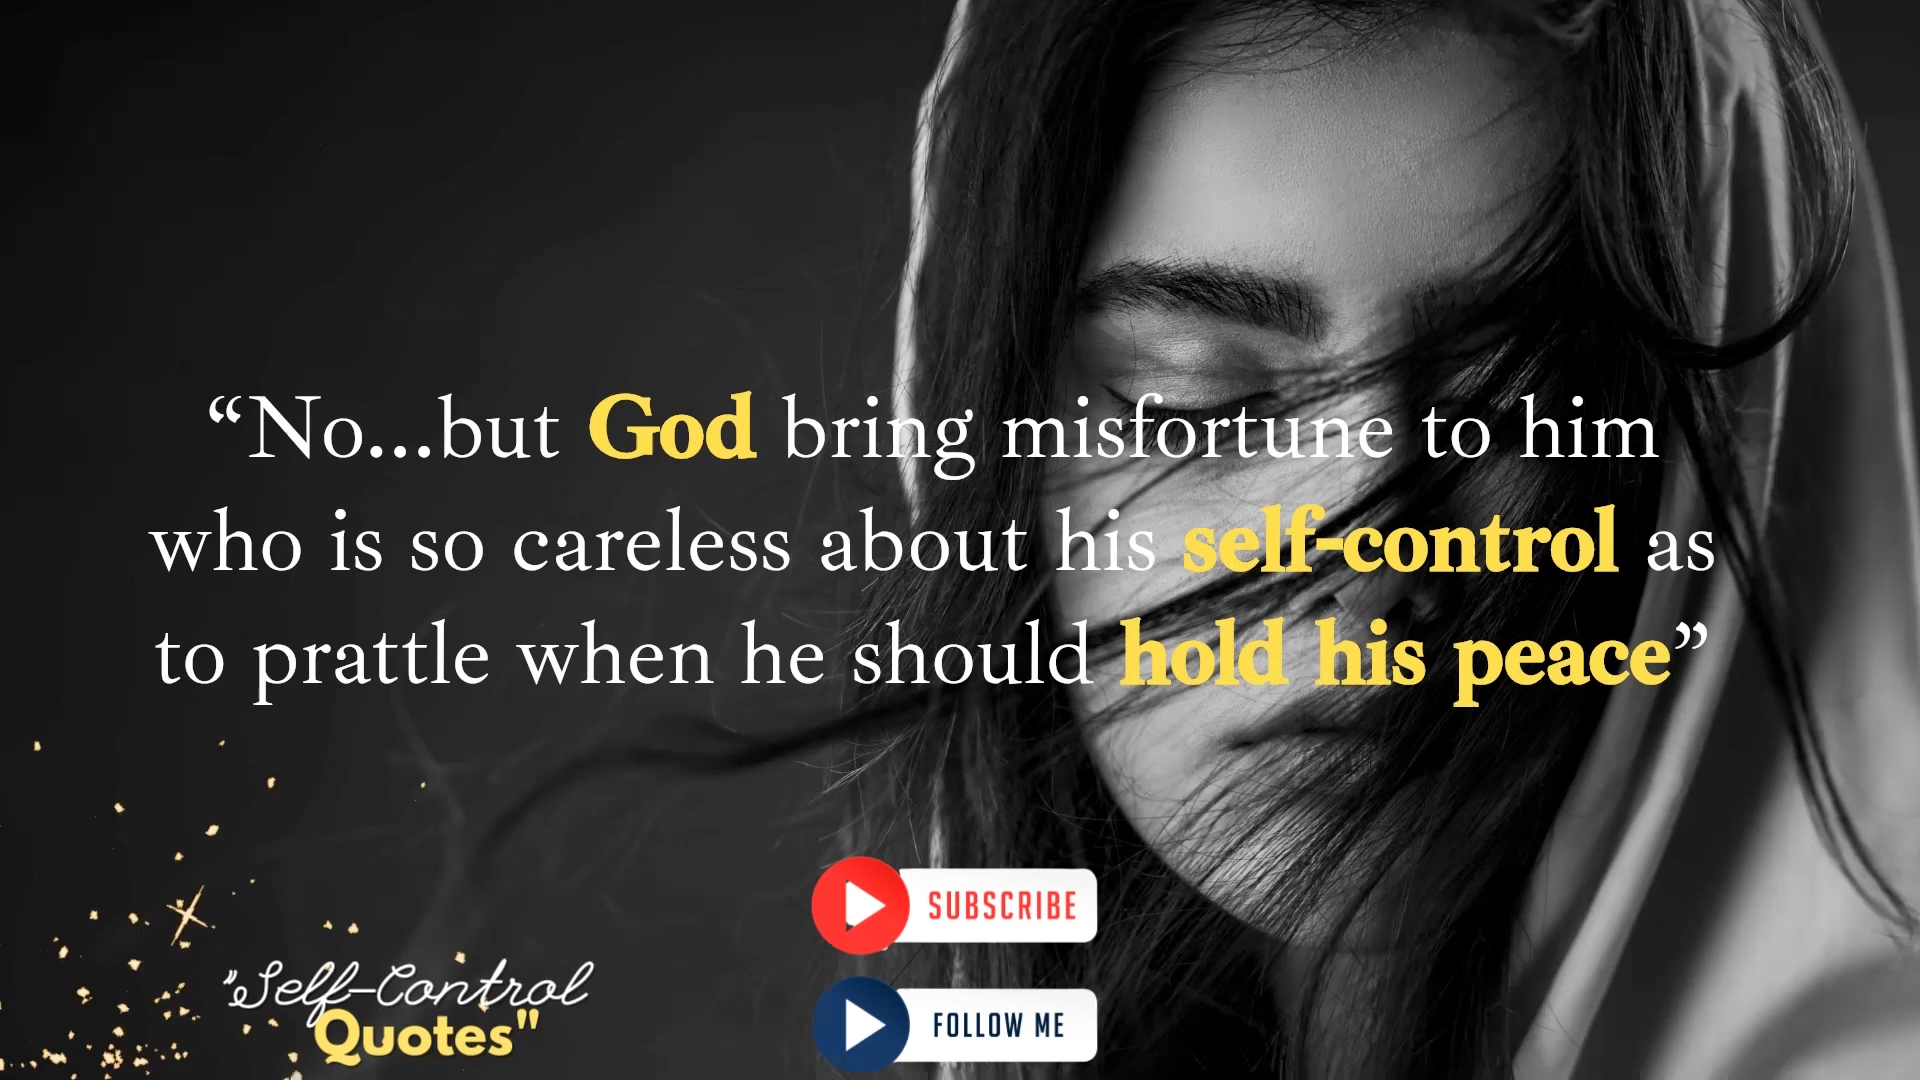 “No...but God bring misfortune to him
who is so careless about his self-control as
to prattle when he should hold his peace”
SUBSCRIBE
"Self-Control
Quotes"
FOLLOW ME